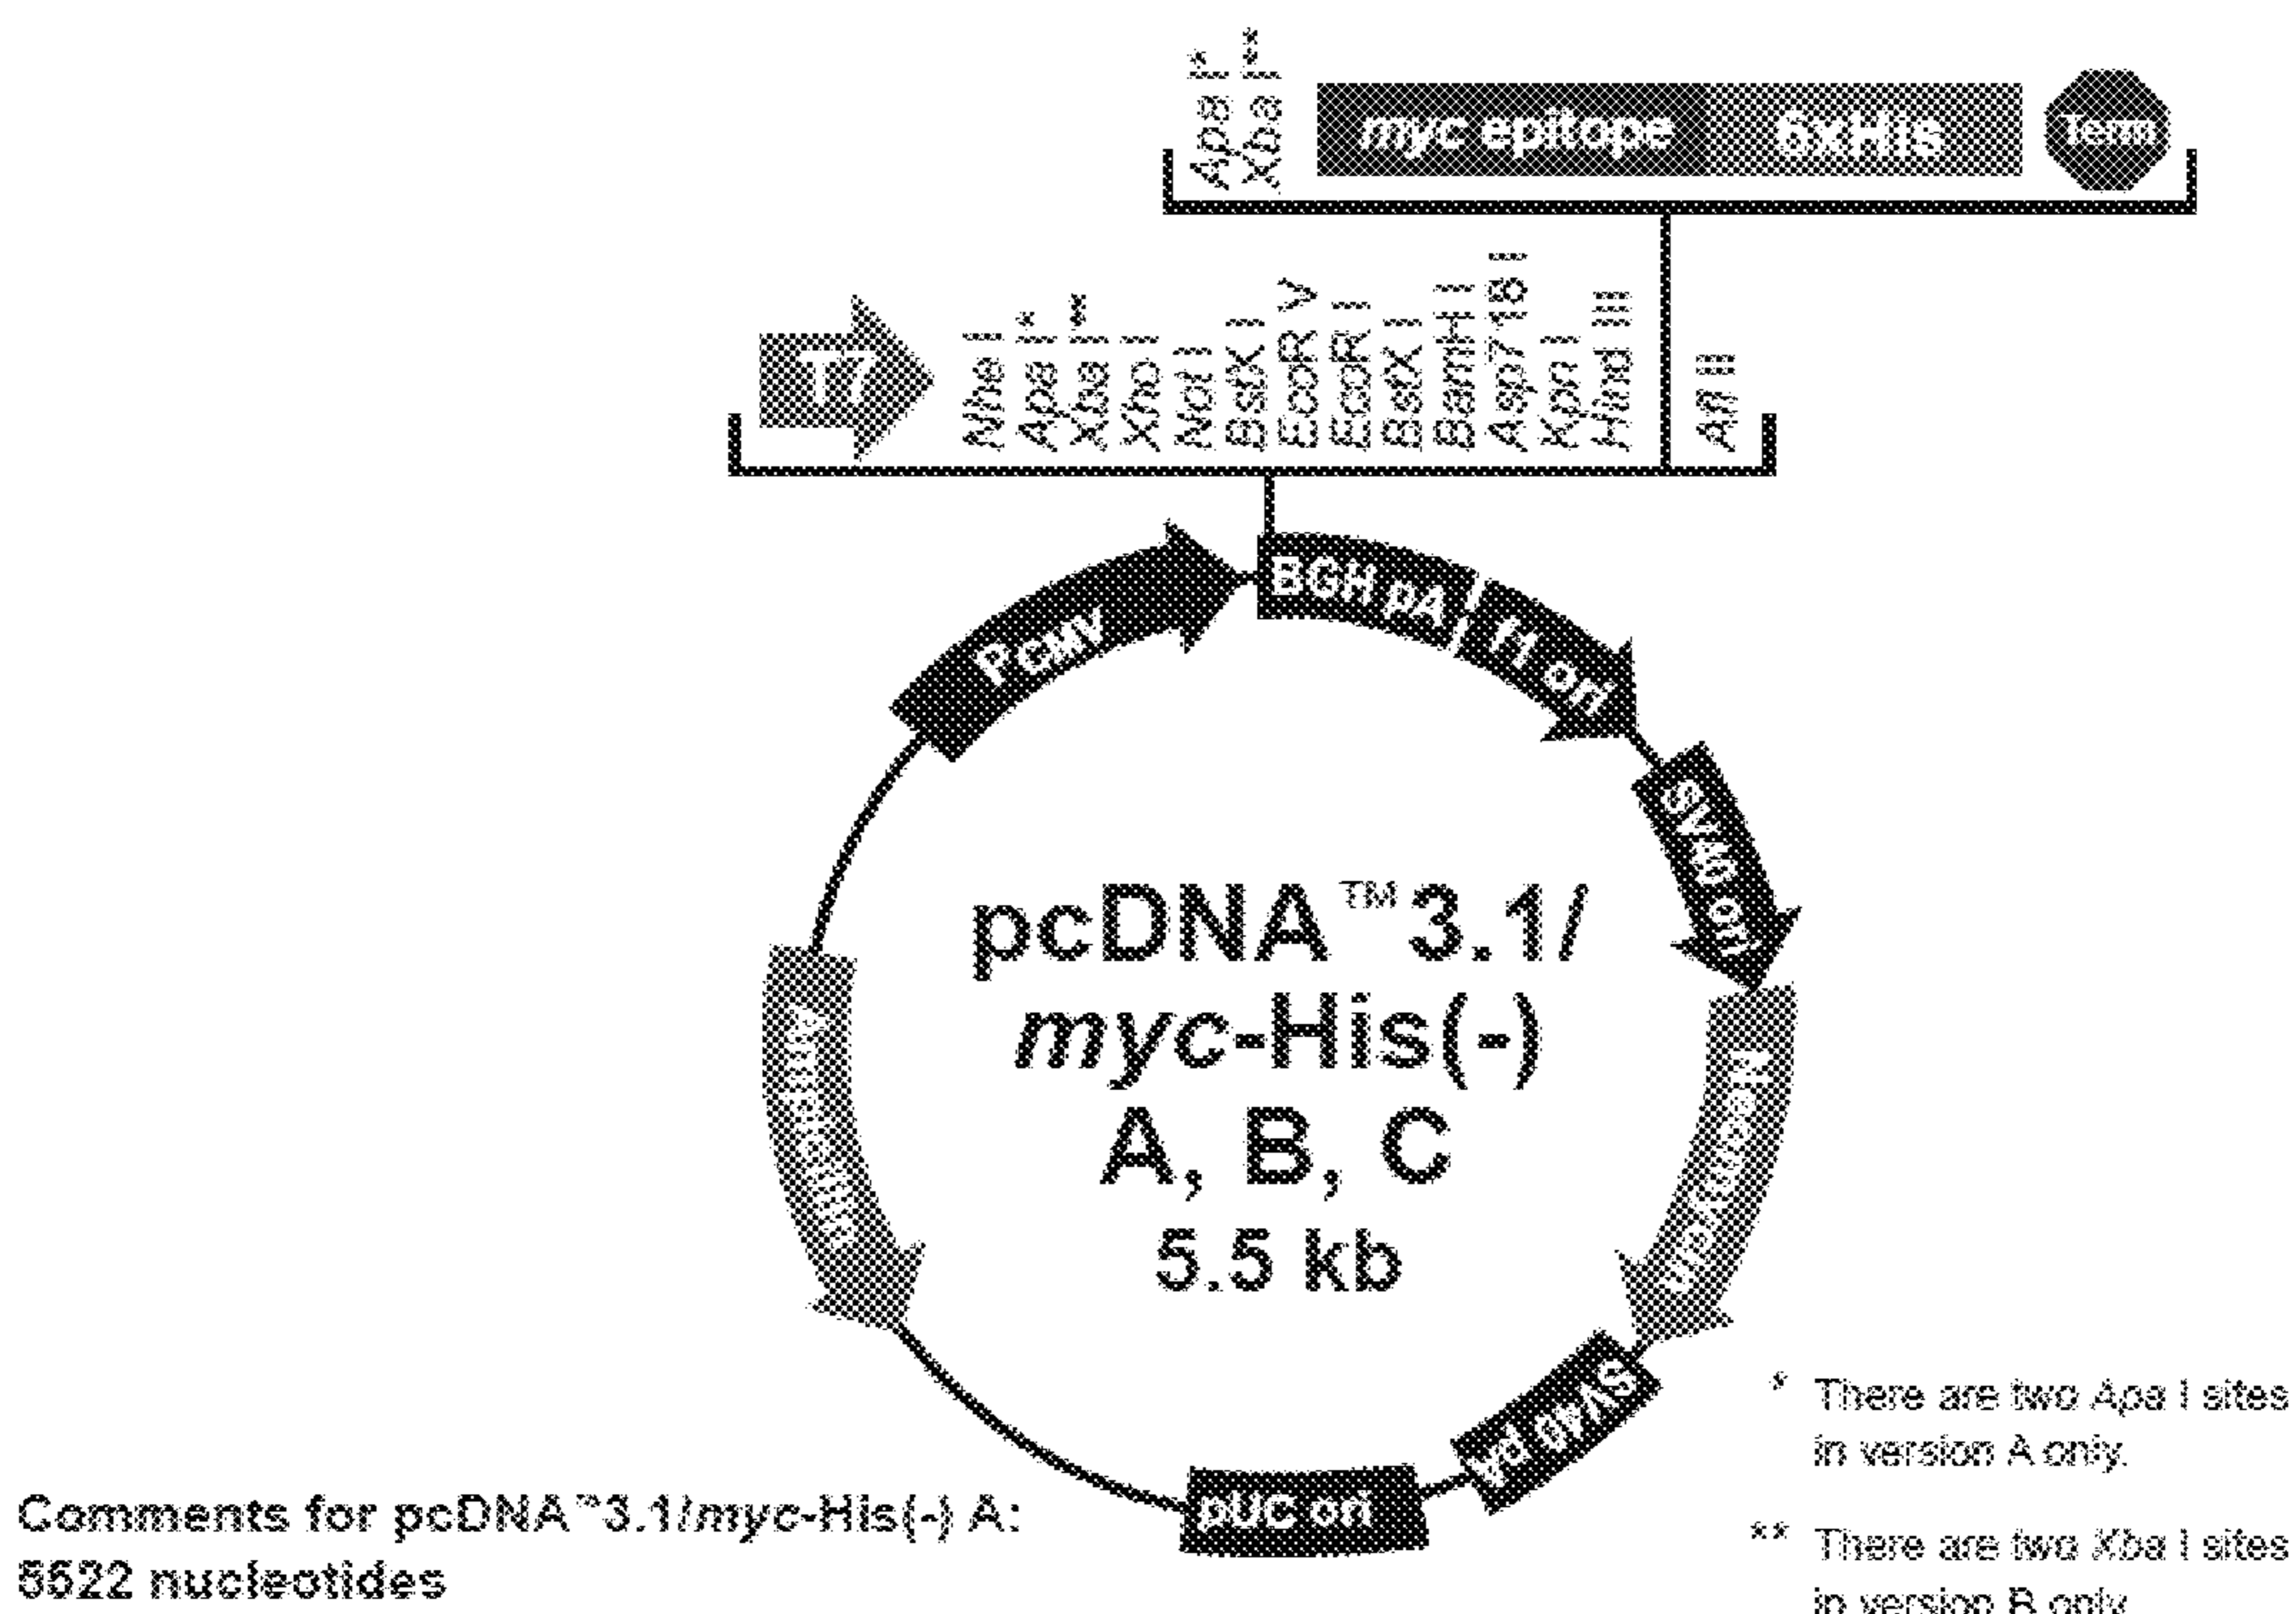 Apa I*
Xba I**
myc epitope
6xHis
Term
T7
Nhe I
Apa I*
Xba I**
Xho I
Not I
BstX I
EcoR V
EcoR I
BstX I
BamH I
Asp718 I
Kpn I
Hind III
Afl II
PCMV
BGH pA
f1 ori
SV40 ori
Neomycin
SV40 pA
pUC ori
Ampicillin
pcDNA™3.1/
myc-His(-)
A, B, C
5.5 kb
* There are two Apa I sites
in version A only.
** There are two Xba I sites
in version B only.
Comments for pcDNA™3.1/myc-His(-) A:
5522 nucleotides